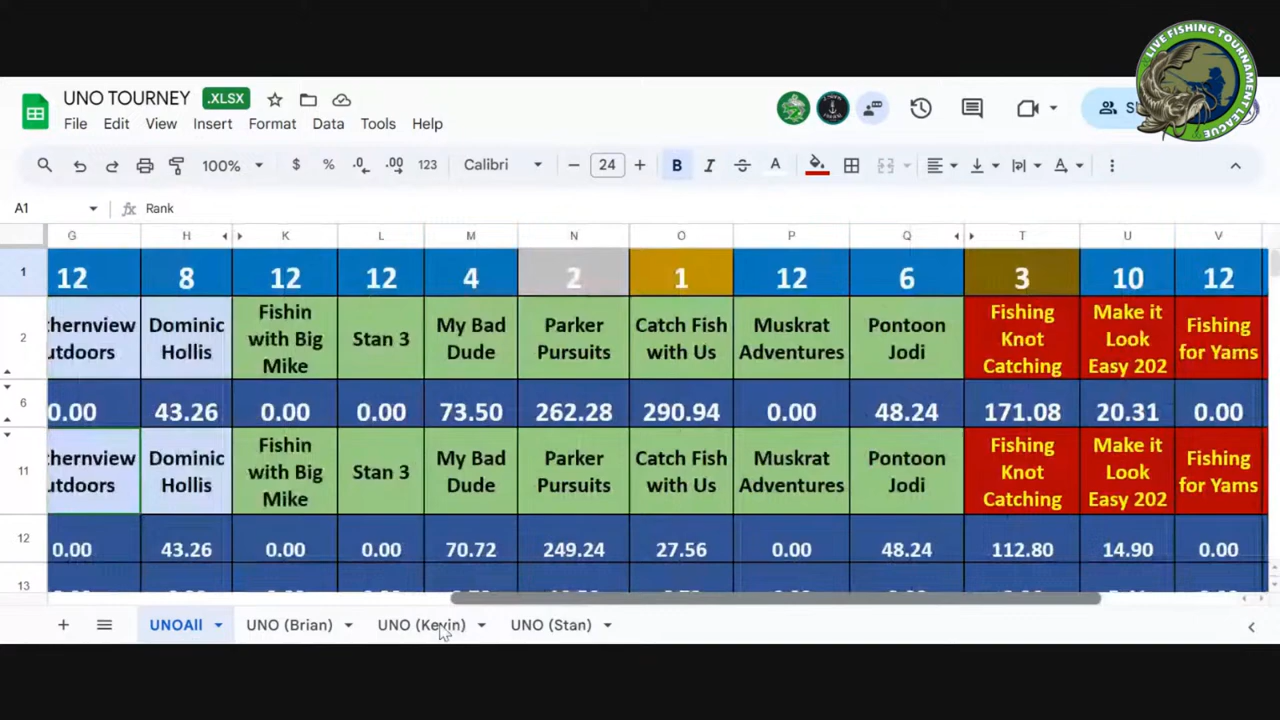 LIVE FISHING TOURNAMENT LEAGUE
UNO TOURNEY .XLSX
File Edit View Insert Format Data Tools Help
100% $ % .0 .00 123 Calibri 24 B I A
A1 fx Rank
G H K L M N O P Q T U V
1 12 8 12 12 4 2 1 12 6 3 10 12
2
thernview
utdoors
Dominic
Hollis
Fishin
with Big
Mike
Stan 3
My Bad
Dude
Parker
Pursuits
Catch Fish
with Us
Muskrat
Adventures
Pontoon
Jodi
Fishing
Knot
Catching
Make it
Look
Easy 202
Fishing
for Yams
6 0.00 43.26 0.00 0.00 73.50 262.28 290.94 0.00 48.24 171.08 20.31 0.00
11
thernview
utdoors
Dominic
Hollis
Fishin
with Big
Mike
Stan 3
My Bad
Dude
Parker
Pursuits
Catch Fish
with Us
Muskrat
Adventures
Pontoon
Jodi
Fishing
Knot
Catching
Make it
Look
Easy 202
Fishing
for Yams
12 0.00 43.26 0.00 0.00 70.72 249.24 27.56 0.00 48.24 112.80 14.90 0.00
13
UNOAll UNO (Brian) UNO (Kevin) UNO (Stan)